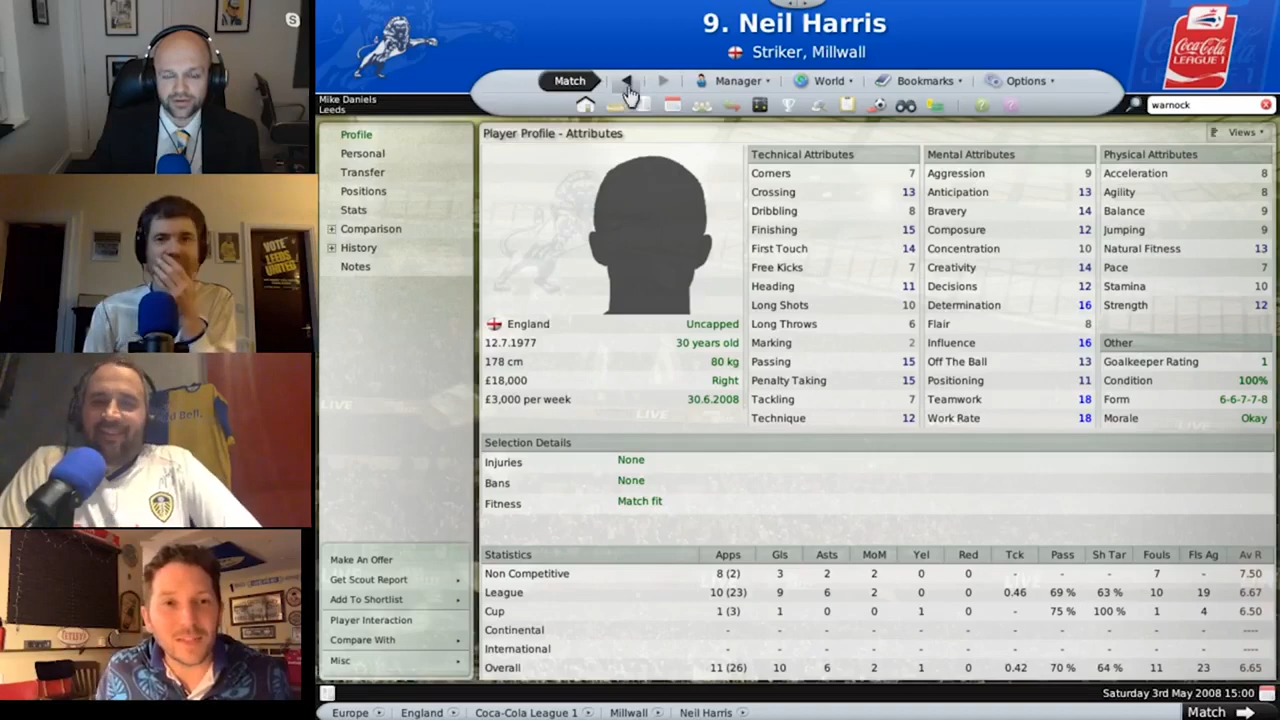 9. Neil Harris
Striker, Millwall
Coca-Cola
LEAGUE 1
Match
Manager
World
Bookmarks
Options
Mike Daniels
Leeds
warnock
Profile
Personal
Transfer
Positions
Stats
Comparison
History
Notes
Player Profile - Attributes
Views
England Uncapped
12.7.1977 30 years old
178 cm 80 kg
£18,000 Right
£3,000 per week 30.6.2008
Technical Attributes
Corners 7
Crossing 13
Dribbling 8
Finishing 15
First Touch 14
Free Kicks 7
Heading 11
Long Shots 10
Long Throws 6
Marking 2
Passing 15
Penalty Taking 15
Tackling 7
Technique 12
Mental Attributes
Aggression 9
Anticipation 13
Bravery 14
Composure 12
Concentration 10
Creativity 14
Decisions 12
Determination 16
Flair 8
Influence 16
Off The Ball 13
Positioning 11
Teamwork 18
Work Rate 18
Physical Attributes
Acceleration 8
Agility 8
Balance 9
Jumping 9
Natural Fitness 13
Pace 7
Stamina 10
Strength 12
Other
Goalkeeper Rating 1
Condition 100%
Form 6-6-7-7-8
Morale Okay
Selection Details
Injuries None
Bans None
Fitness Match fit
Make An Offer
Get Scout Report
Add To Shortlist
Player Interaction
Compare With
Misc
Statistics Apps Gls Asts MoM Yel Red Tck Pass Sh Tar Fouls Fls Ag Av R
Non Competitive 8 (2) 3 2 2 0 0 - - - 7 - 7.50
League 10 (23) 9 6 2 0 0 0.46 69 % 63 % 10 19 6.67
Cup 1 (3) 1 0 0 1 0 - 75 % 100 % 1 4 6.50
Continental - - - - - - - - - - - ----
International - - - - - - - - - - - ----
Overall 11 (26) 10 6 2 1 0 0.42 70 % 64 % 11 23 6.65
Saturday 3rd May 2008 15:00
Europe England Coca-Cola League 1 Millwall Neil Harris
Match
VOTE
LEEDS
UNITED